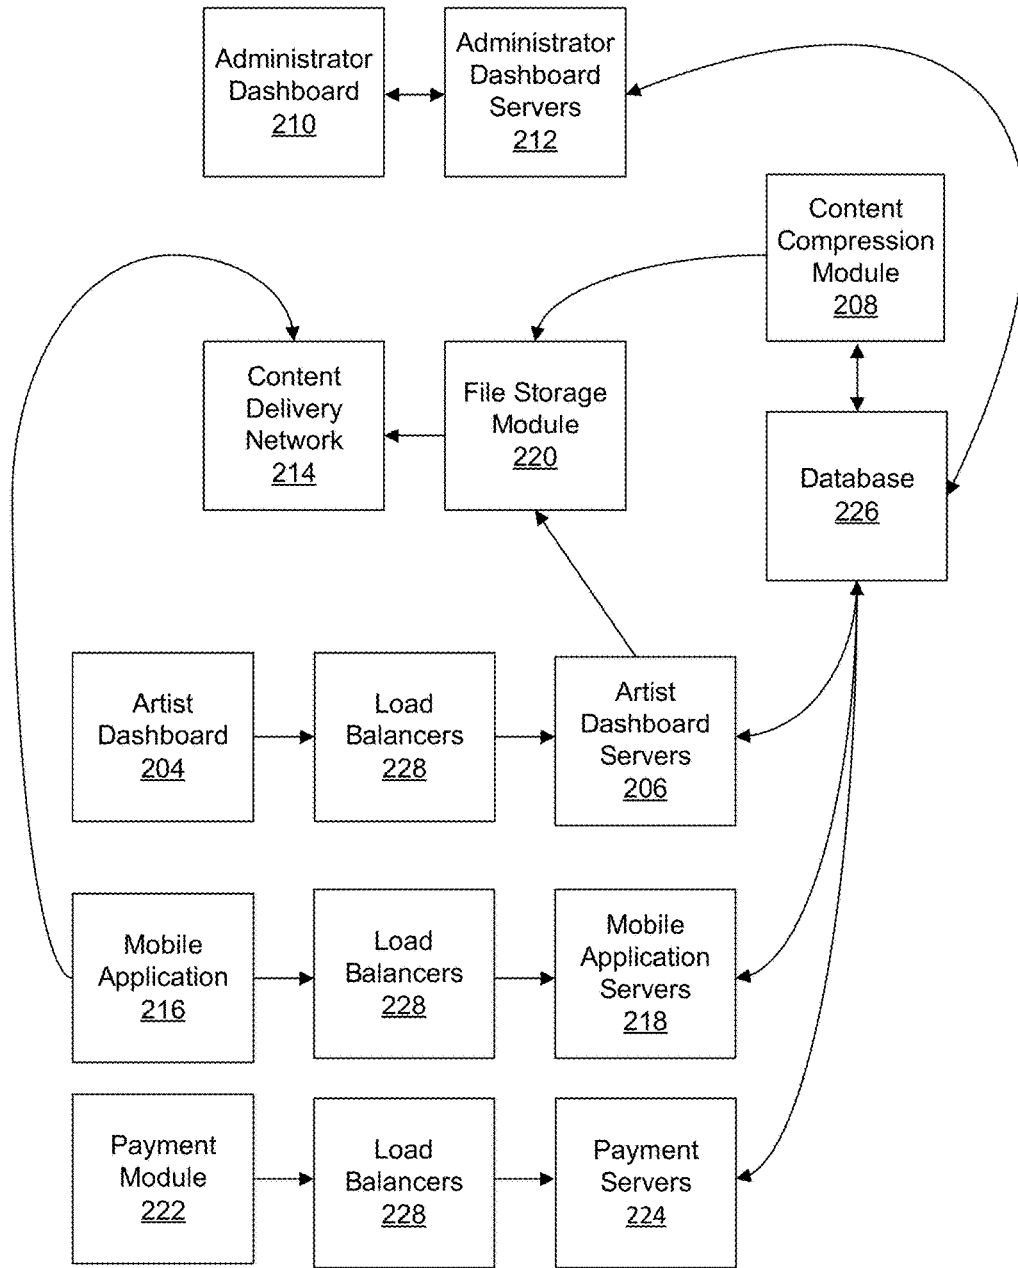 Administrator
Dashboard
210
Administrator
Dashboard
Servers
212
Content
Compression
Module
208
Content
Delivery
Network
214
File Storage
Module
220
Database
226
Artist
Dashboard
204
Load
Balancers
228
Artist
Dashboard
Servers
206
Mobile
Application
216
Load
Balancers
228
Mobile
Application
Servers
218
Payment
Module
222
Load
Balancers
228
Payment
Servers
224